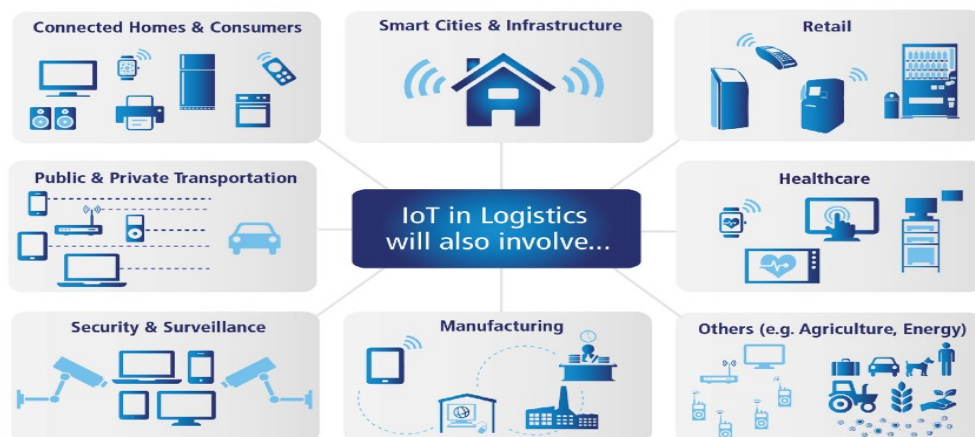 Connected Homes & Consumers
Smart Cities & Infrastructure
Retail
Public & Private Transportation
IoT in Logistics
will also involve...
Healthcare
Security & Surveillance
Manufacturing
Others (e.g. Agriculture, Energy)